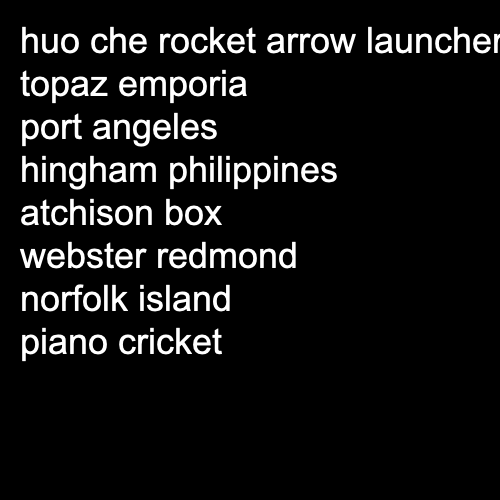 huo che rocket arrow launcher
topaz emporia
port angeles
hingham philippines
atchison box
webster redmond
norfolk island
piano cricket